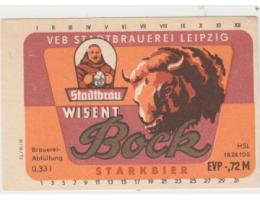 I II III IV V VI VII VIII IX X XI XII
VEB STADTBRAUEREI LEIPZIG
Stadtbräu
WISENT
Bock
STARKBIER
Brauerei-
Abfüllung
0,33 l
HSL
1834100
EVP -,72 M
1 3 5 7 9 11 13 15 17 19 21 23 25 27 29 31